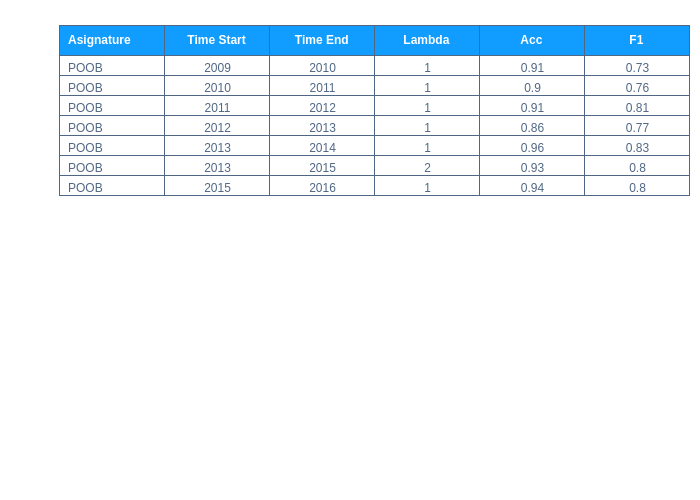 Asignature Time Start Time End Lambda Acc F1
POOB 2009 2010 1 0.91 0.73
POOB 2010 2011 1 0.9 0.76
POOB 2011 2012 1 0.91 0.81
POOB 2012 2013 1 0.86 0.77
POOB 2013 2014 1 0.96 0.83
POOB 2013 2015 2 0.93 0.8
POOB 2015 2016 1 0.94 0.8